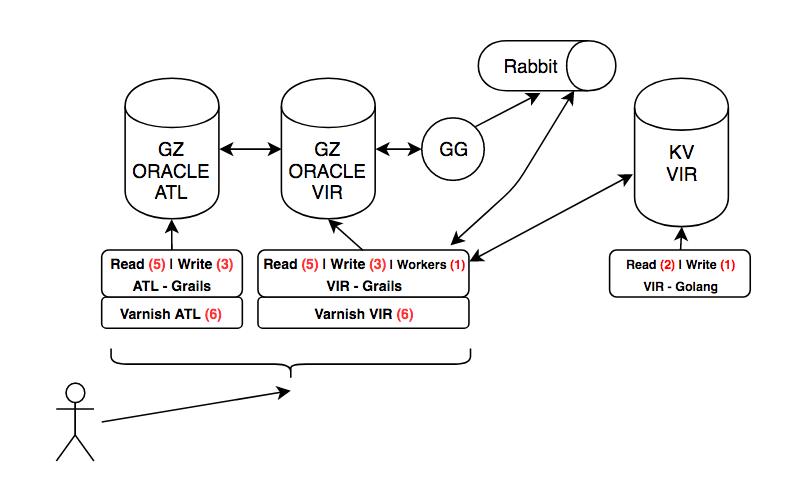 Rabbit
GZ
ORACLE
ATL
GZ
ORACLE
VIR
GG
KV
VIR
Read (5) | Write (3)
ATL - Grails
Varnish ATL (6)
Read (5) | Write (3) | Workers (1)
VIR - Grails
Varnish VIR (6)
Read (2) | Write (1)
VIR - Golang